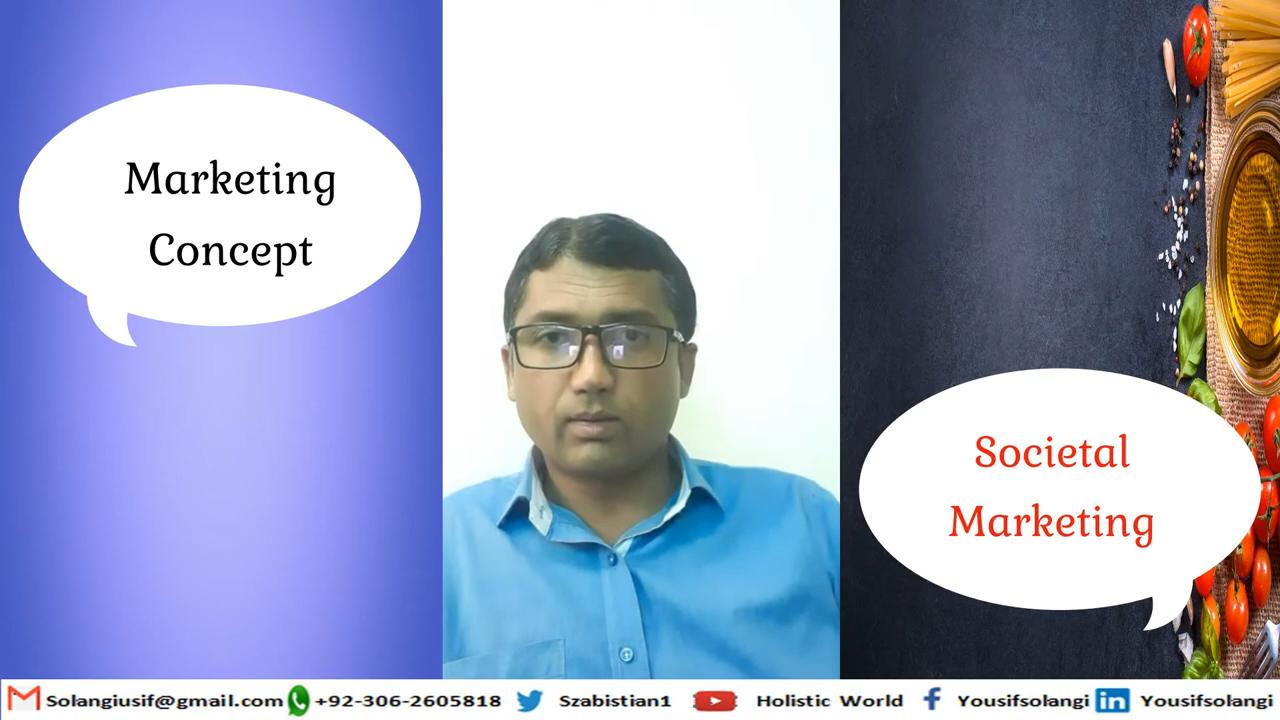 Marketing
Concept
Societal
Marketing
Solangiusif@gmail.com +92-306-2605818 Szabistian1 Holistic World Yousifsolangi Yousifsolangi